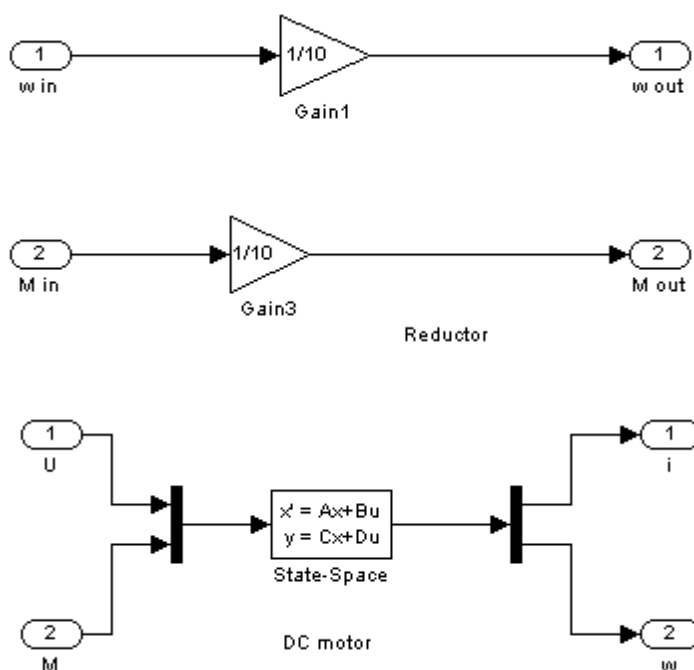 1
1/10
1
w in
w out
Gain1
2
1/10
2
M in
M out
Gain3
Reductor
1
1
U
i
x' = Ax+Bu
y = Cx+Du
State-Space
2
DC motor
2
M
w